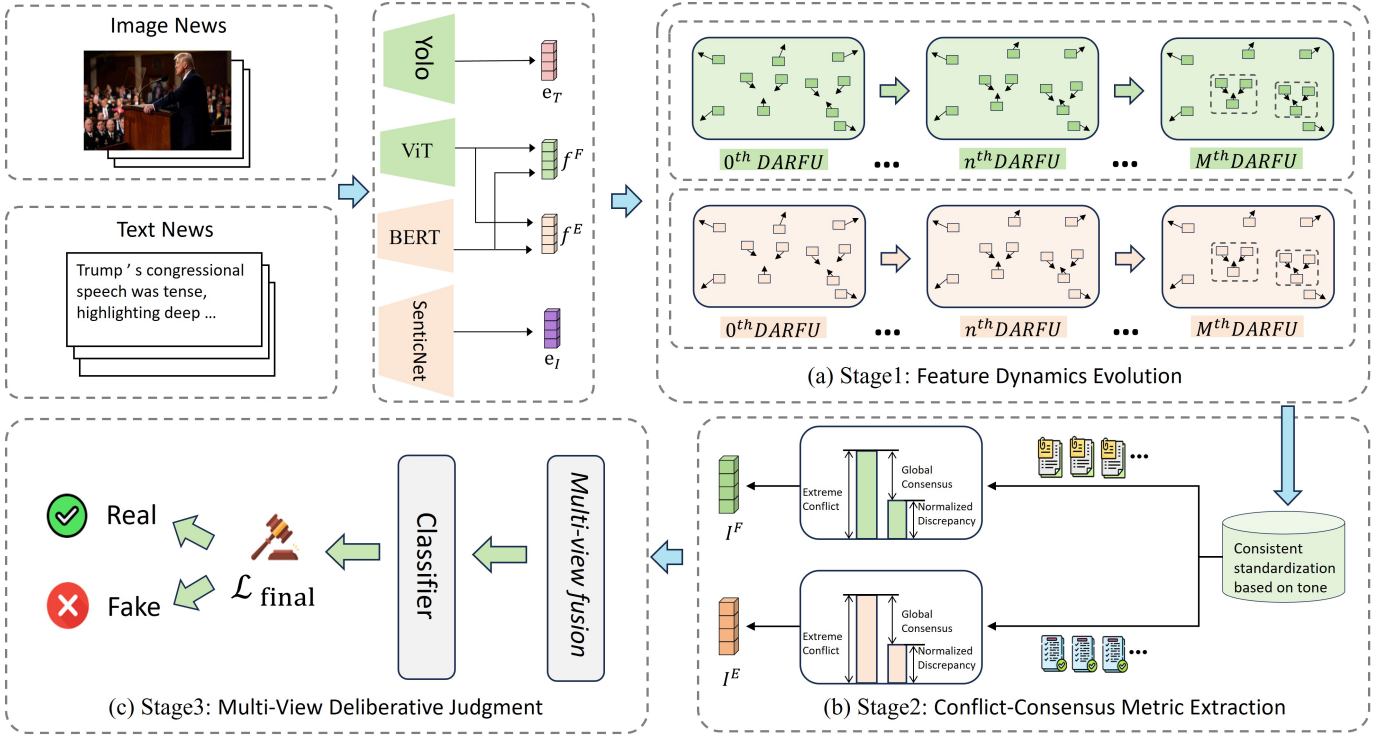 Image News
Text News
Trump ’ s congressional
speech was tense,
highlighting deep ...
Yolo
e_T
ViT
f^F
BERT
f^E
SenticNet
e_I
0^th DARFU
...
n^th DARFU
...
M^th DARFU
0^th DARFU
...
n^th DARFU
...
M^th DARFU
(a) Stage1: Feature Dynamics Evolution
Consistent
standardization
based on tone
...
Extreme
Conflict
Global
Consensus
Normalized
Discrepancy
I^F
...
Extreme
Conflict
Global
Consensus
Normalized
Discrepancy
I^E
(b) Stage2: Conflict-Consensus Metric Extraction
Multi-view fusion
Classifier
ℒ final
Real
Fake
(c) Stage3: Multi-View Deliberative Judgment